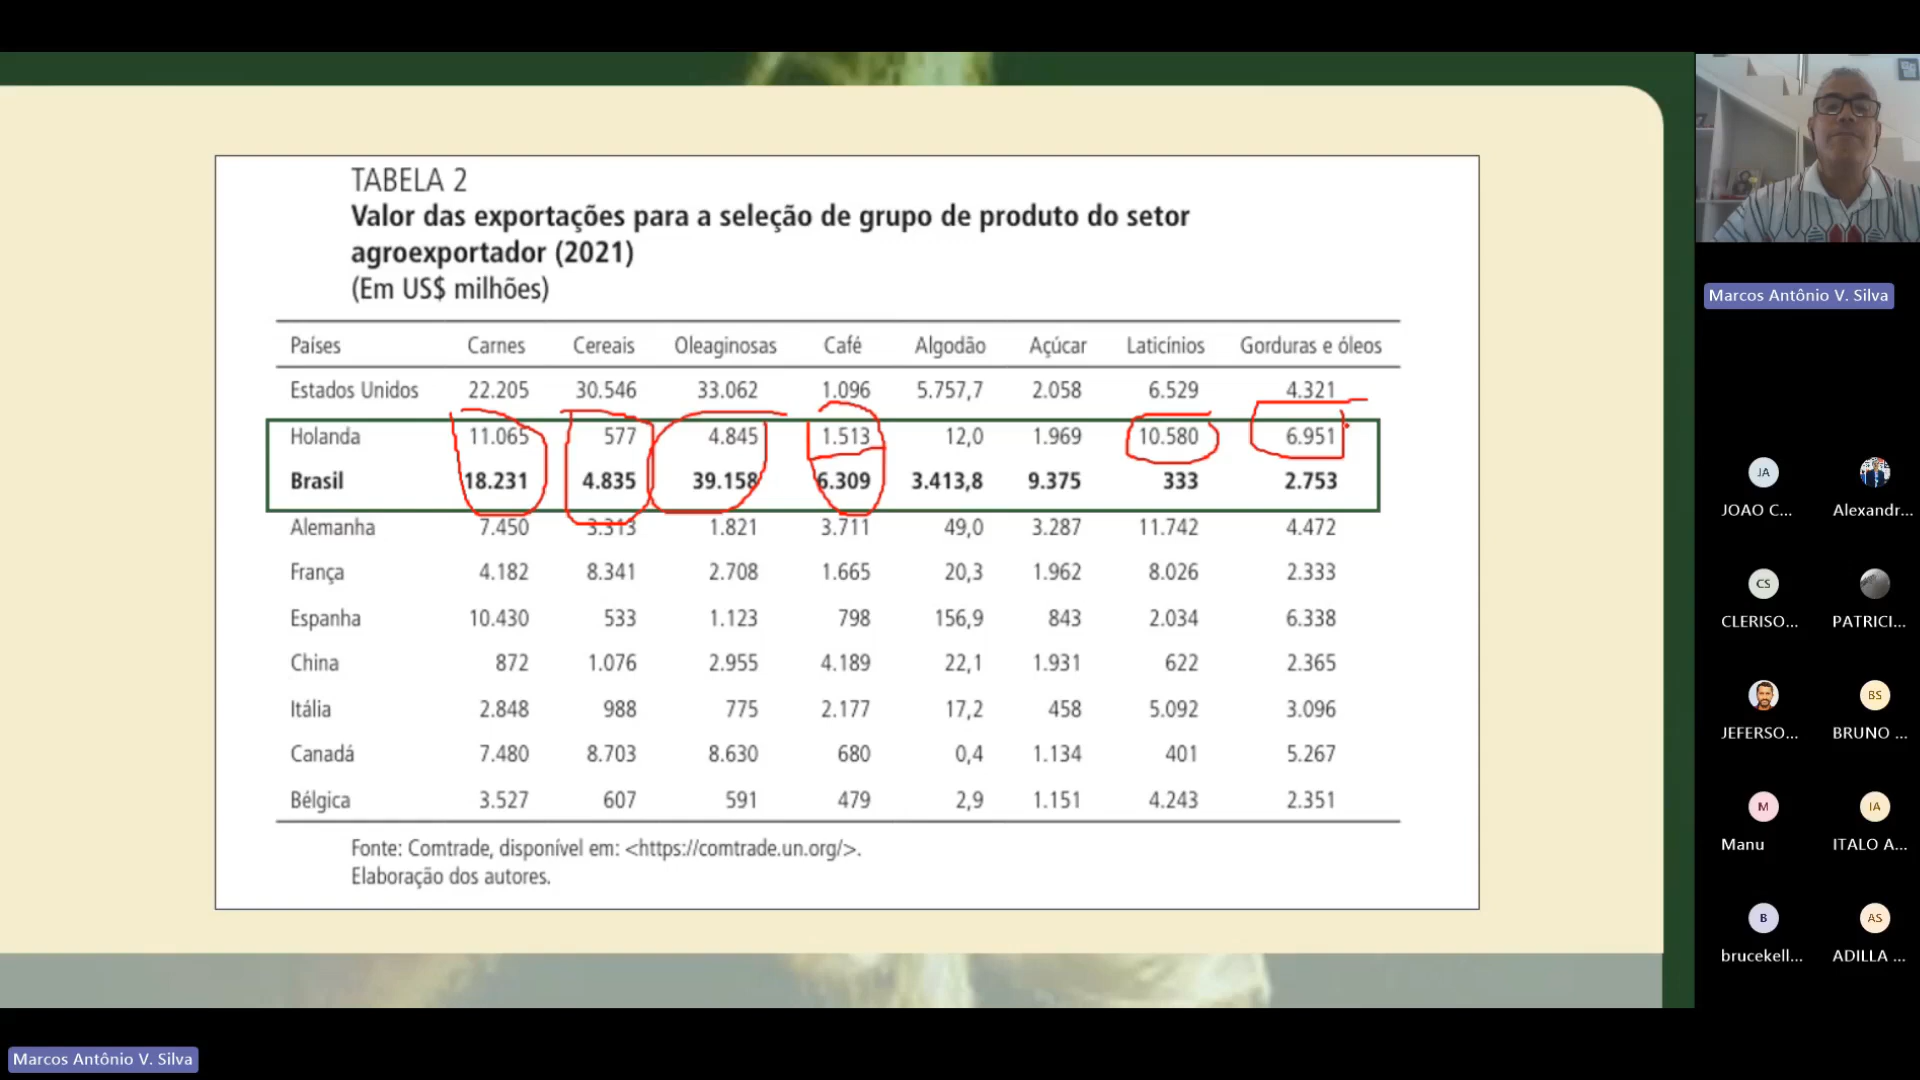 TABELA 2
Valor das exportações para a seleção de grupo de produto do setor
agroexportador (2021)
(Em US$ milhões)
Países Carnes Cereais Oleaginosas Café Algodão Açúcar Laticínios Gorduras e óleos
Estados Unidos 22.205 30.546 33.062 1.096 5.757,7 2.058 6.529 4.321
Holanda 11.065 577 4.845 1.513 12,0 1.969 10.580 6.951
Brasil 18.231 4.835 39.158 6.309 3.413,8 9.375 333 2.753
Alemanha 7.450 3.313 1.821 3.711 49,0 3.287 11.742 4.472
França 4.182 8.341 2.708 1.665 20,3 1.962 8.026 2.333
Espanha 10.430 533 1.123 798 156,9 843 2.034 6.338
China 872 1.076 2.955 4.189 22,1 1.931 622 2.365
Itália 2.848 988 775 2.177 17,2 458 5.092 3.096
Canadá 7.480 8.703 8.630 680 0,4 1.134 401 5.267
Bélgica 3.527 607 591 479 2,9 1.151 4.243 2.351
Fonte: Comtrade, disponível em: <https://comtrade.un.org/>.
Elaboração dos autores.
Marcos Antônio V. Silva
JA
JOAO C... Alexandr...
CS
CLERISO... PATRICI...
BS
JEFERSO... BRUNO ...
M IA
Manu ITALO A...
B AS
brucekell... ADILLA ...
Marcos Antônio V. Silva